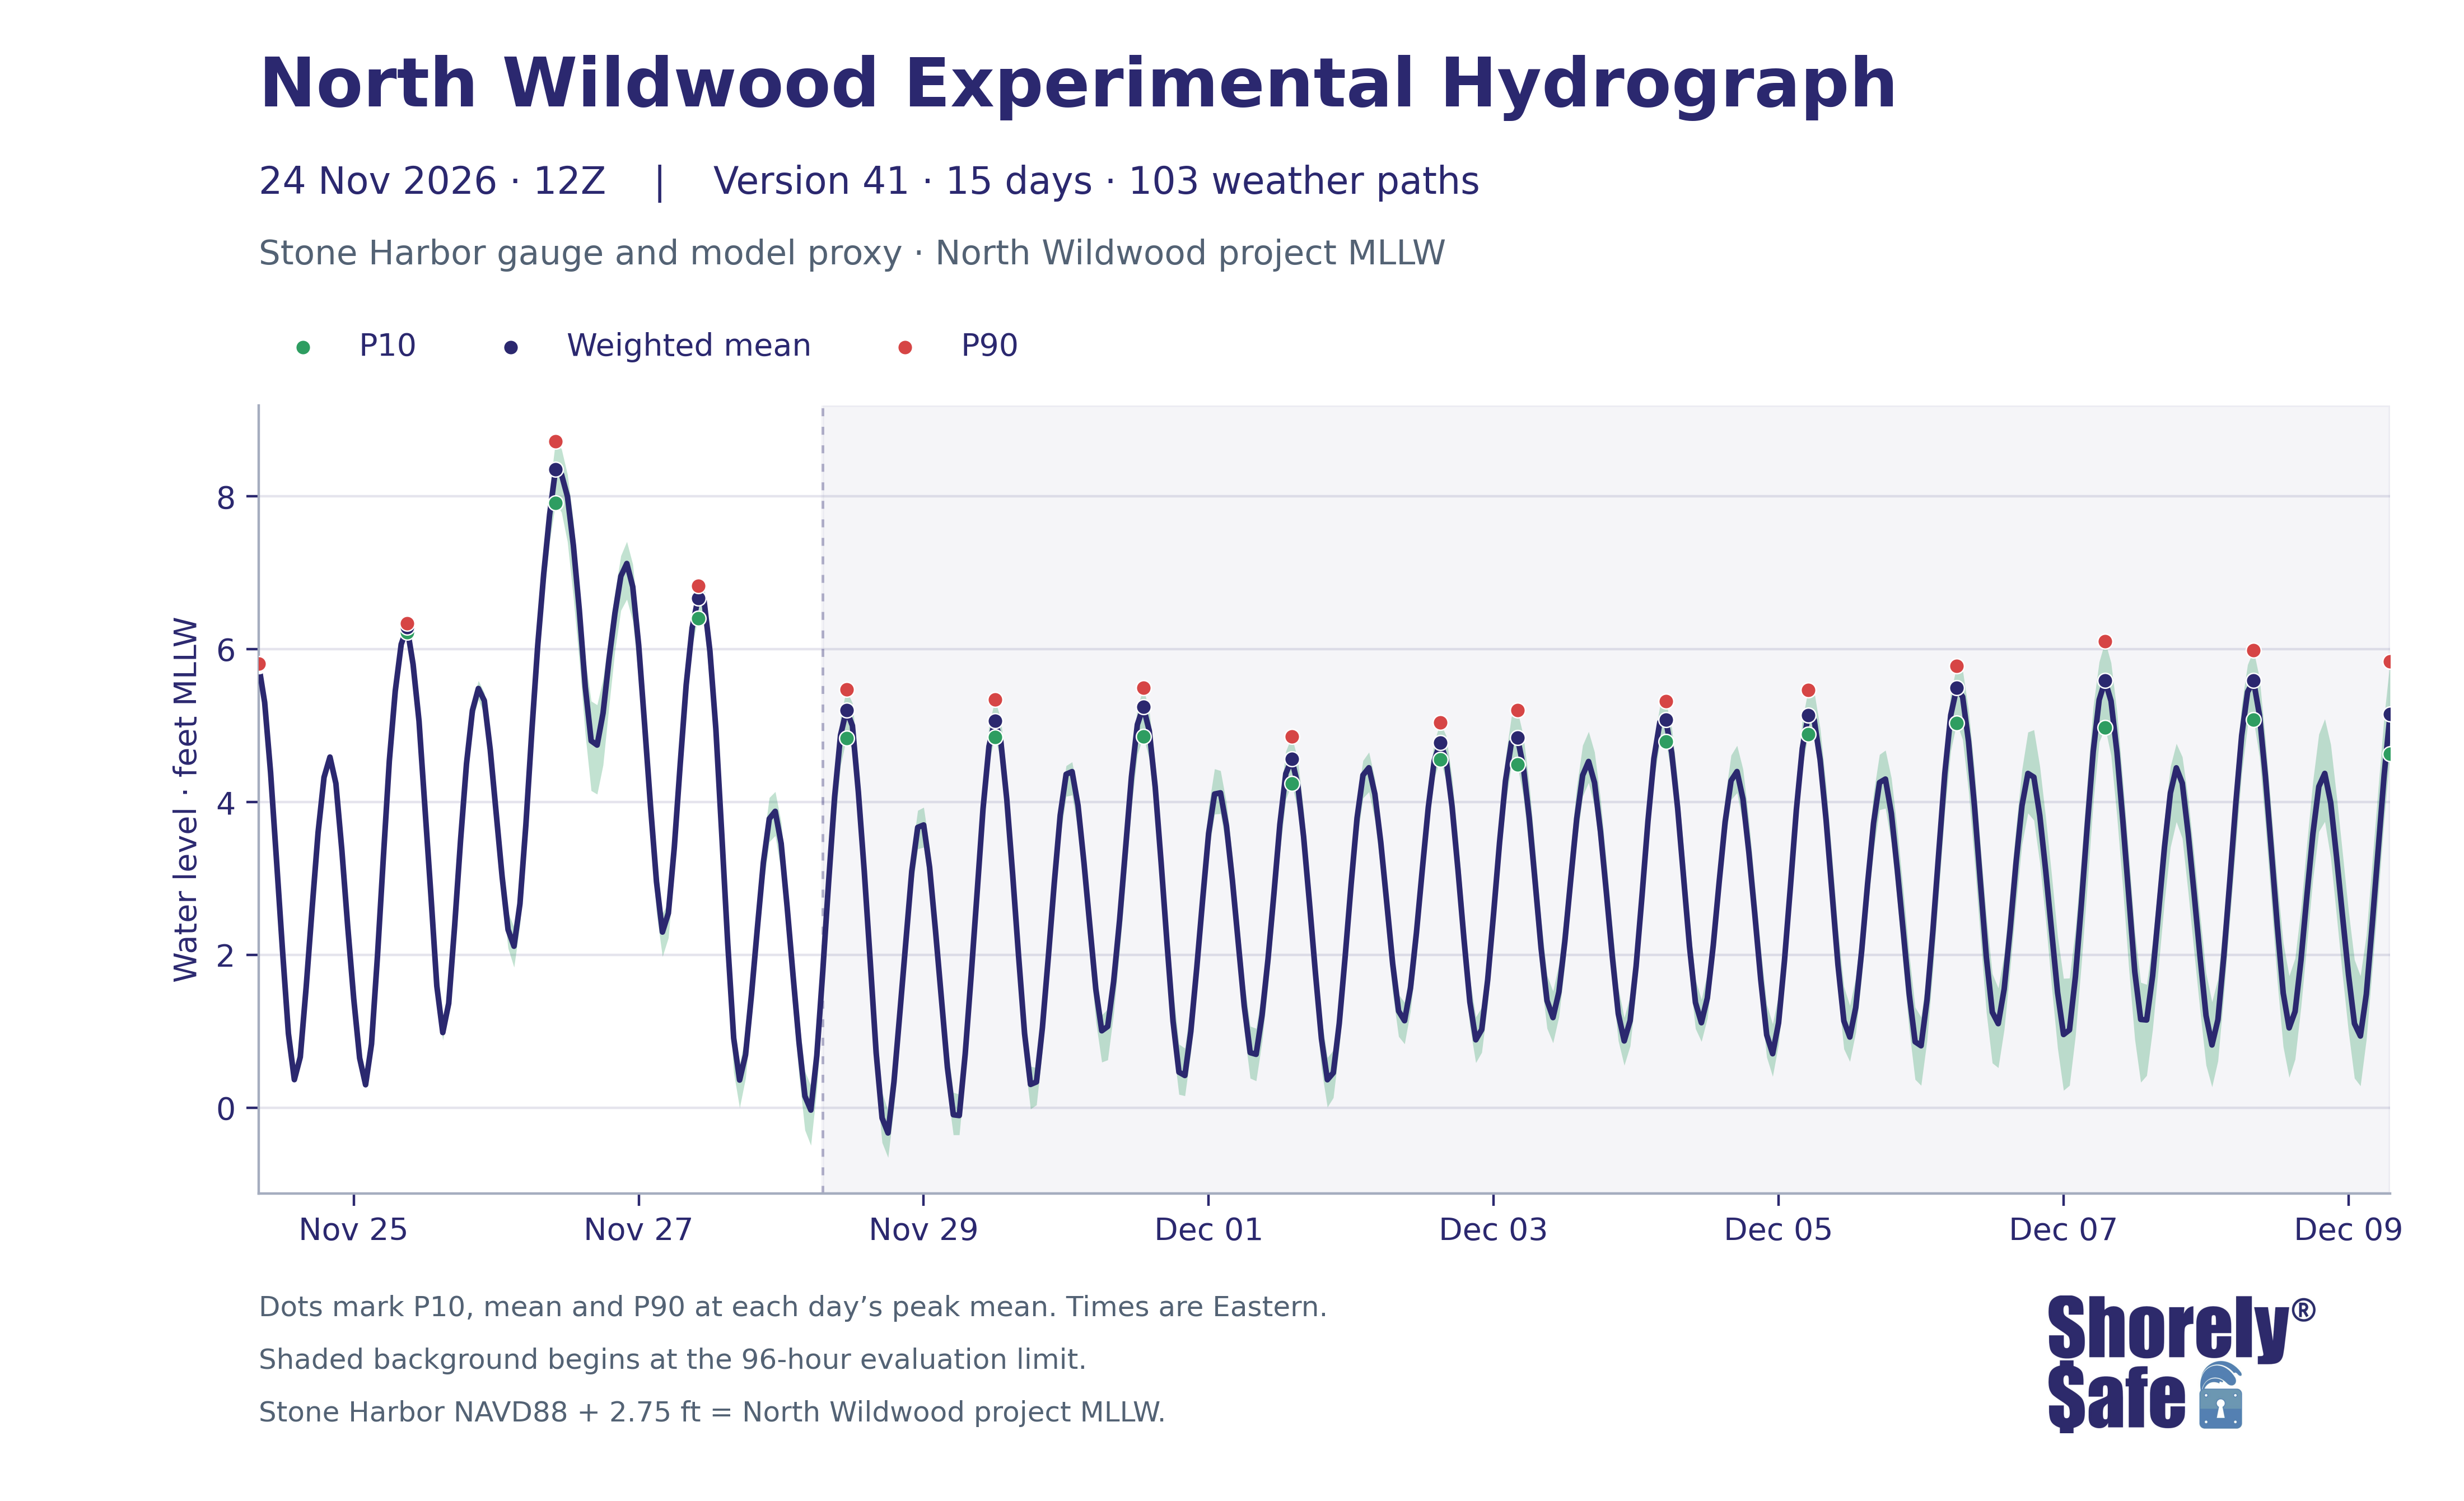 North Wildwood Experimental Hydrograph
24 Nov 2026 · 12Z | Version 41 · 15 days · 103 weather paths
Stone Harbor gauge and model proxy · North Wildwood project MLLW
P10 Weighted mean P90
Water level · feet MLLW
8
6
4
2
0
Nov 25 Nov 27 Nov 29 Dec 01 Dec 03 Dec 05 Dec 07 Dec 09
Dots mark P10, mean and P90 at each day’s peak mean. Times are Eastern.
Shaded background begins at the 96-hour evaluation limit.
Stone Harbor NAVD88 + 2.75 ft = North Wildwood project MLLW.
Shorely®
$afe